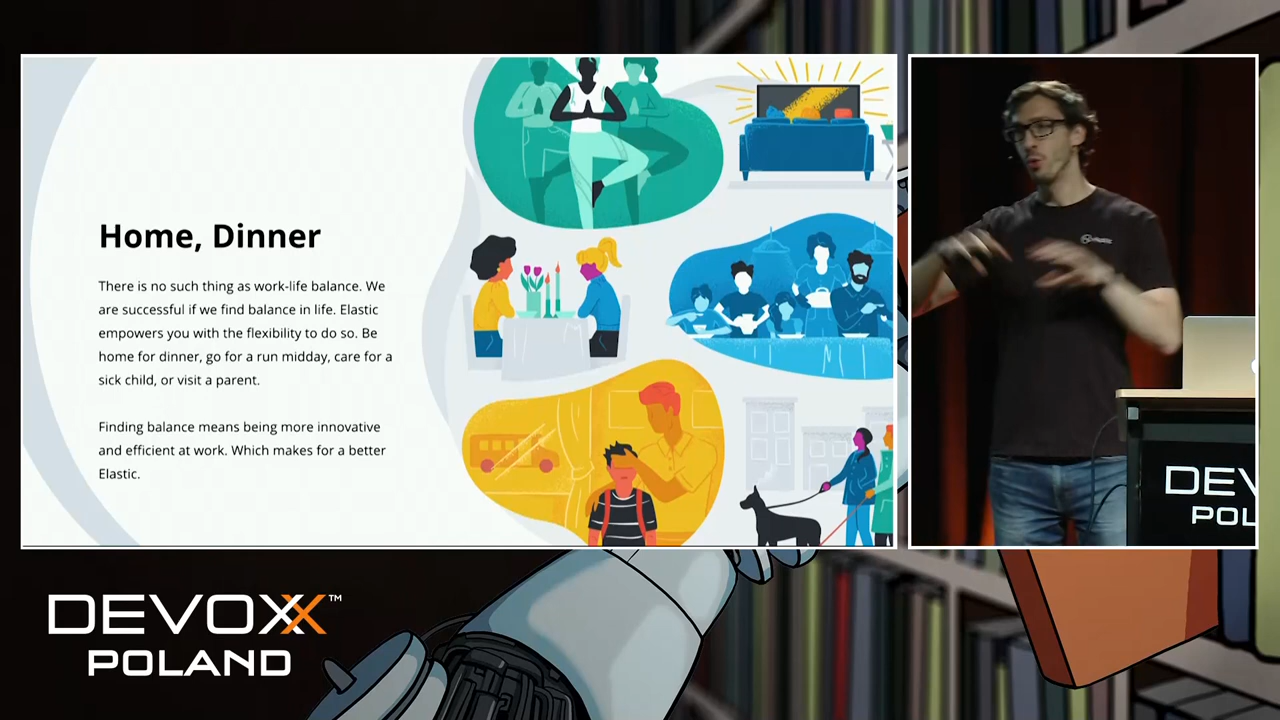 Home, Dinner
There is no such thing as work-life balance. We
are successful if we find balance in life. Elastic
empowers you with the flexibility to do so. Be
home for dinner, go for a run midday, care for a
sick child, or visit a parent.
Finding balance means being more innovative
and efficient at work. Which makes for a better
Elastic.
DEV
POL
DEVOXX™
POLAND